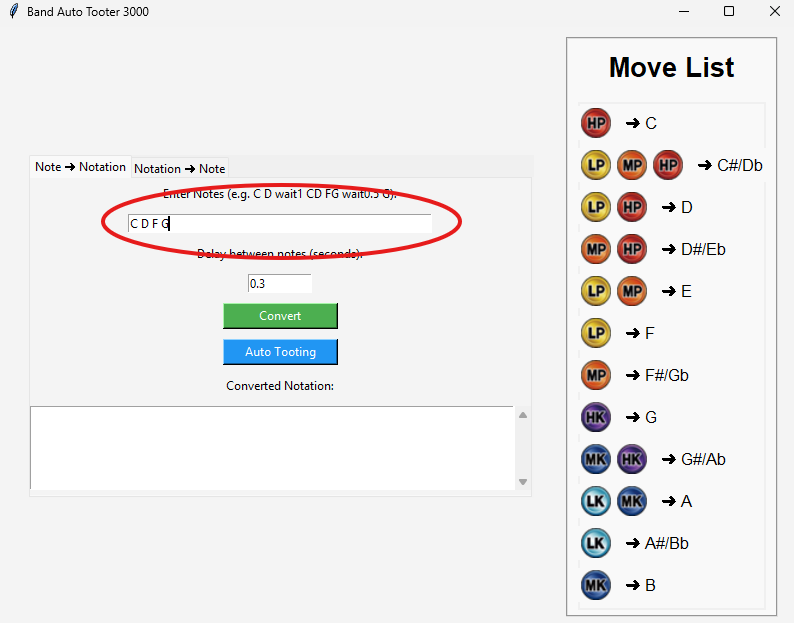 Band Auto Tooter 3000
Note ➔ Notation
Notation ➔ Note
Enter Notes (e.g. C D wait1 CD FG wait0.5 G):
C D F G
Delay between notes (seconds):
0.3
Convert
Auto Tooting
Converted Notation:
Move List
HP ➔ C
LP MP HP ➔ C#/Db
LP HP ➔ D
MP HP ➔ D#/Eb
LP MP ➔ E
LP ➔ F
MP ➔ F#/Gb
HK ➔ G
MK HK ➔ G#/Ab
LK MK ➔ A
LK ➔ A#/Bb
MK ➔ B